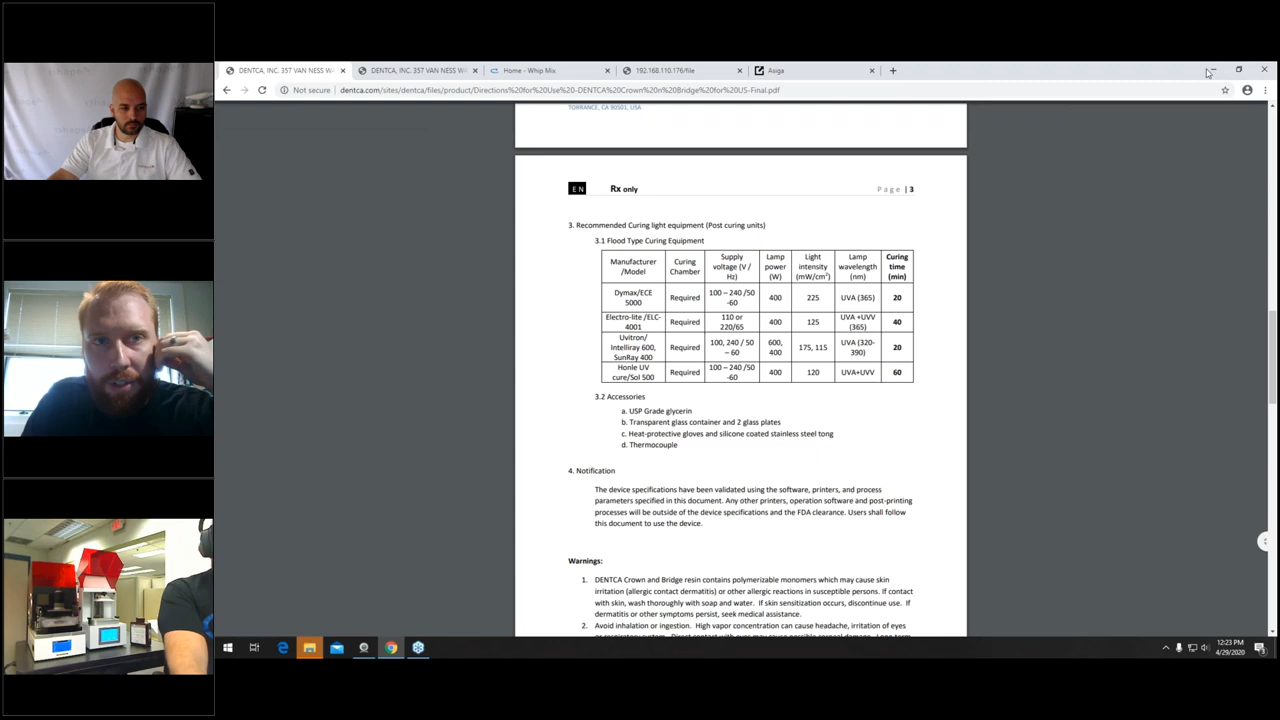 DENTCA, INC. 357 VAN NESS WA
DENTCA, INC. 357 VAN NESS W
Home - Whip Mix
192.168.110.176/file
Asiga
Not secure | dentca.com/sites/dentca/files/product/Directions%20for%20Use%20-DENTCA%20Crown%20n%20Bridge%20for%20US-Final.pdf
TORRANCE, CA 90501, USA
EN Rx only Page | 3
3. Recommended Curing light equipment (Post curing units)
3.1 Flood Type Curing Equipment
Manufacturer /Model Curing Chamber Supply voltage (V / Hz) Lamp power (W) Light intensity (mW/cm²) Lamp wavelength (nm) Curing time (min)
Dymax/ECE 5000 Required 100 – 240 /50 -60 400 225 UVA (365) 20
Electro-lite /ELC-4001 Required 110 or 220/65 400 125 UVA +UVV (365) 40
Uvitron/ Intelliray 600, SunRay 400 Required 100, 240 / 50 – 60 600, 400 175, 115 UVA (320-390) 20
Honle UV cure/Sol 500 Required 100 – 240 /50 -60 400 120 UVA+UVV 60
3.2 Accessories
a. USP Grade glycerin
b. Transparent glass container and 2 glass plates
c. Heat-protective gloves and silicone coated stainless steel tong
d. Thermocouple
4. Notification
The device specifications have been validated using the software, printers, and process
parameters specified in this document. Any other printers, operation software and post-printing
processes will be outside of the device specifications and the FDA clearance. Users shall follow
this document to use the device.
Warnings:
1. DENTCA Crown and Bridge resin contains polymerizable monomers which may cause skin
irritation (allergic contact dermatitis) or other allergic reactions in susceptible persons. If contact
with skin, wash thoroughly with soap and water. If skin sensitization occurs, discontinue use. If
dermatitis or other symptoms persist, seek medical assistance.
2. Avoid inhalation or ingestion. High vapor concentration can cause headache, irritation of eyes
12:23 PM
4/29/2020